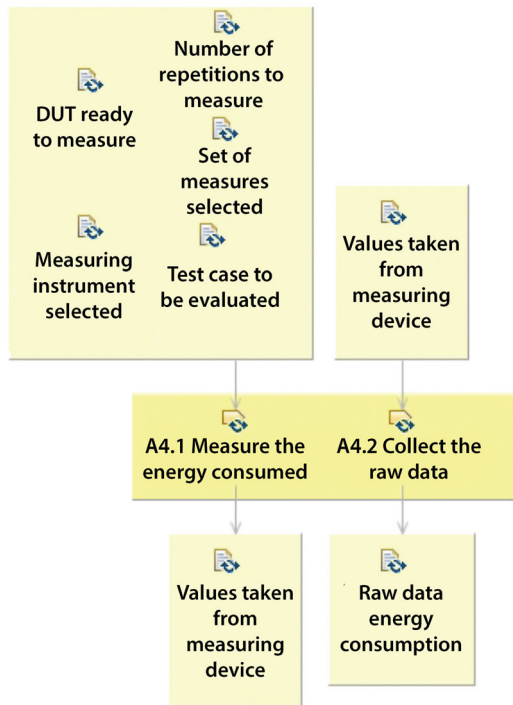 Number of
repetitions to
measure
DUT ready
to measure
Set of
measures
selected
Measuring
instrument
selected
Test case to
be evaluated
Values taken
from
measuring
device
A4.1 Measure the
energy consumed
A4.2 Collect the
raw data
Values taken
from
measuring
device
Raw data
energy
consumption